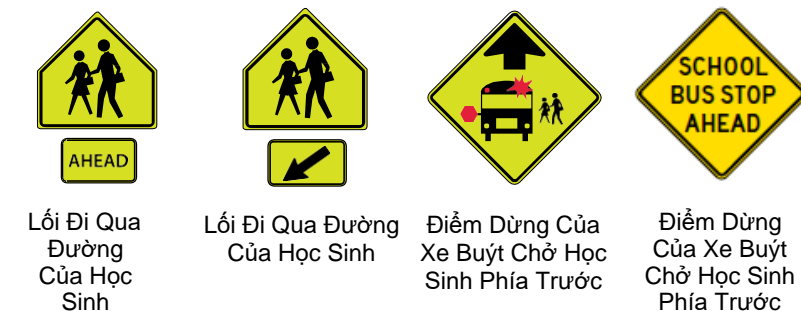 AHEAD
SCHOOL
BUS STOP
AHEAD
Lối Đi Qua
Đường
Của Học
Sinh
Lối Đi Qua Đường
Của Học Sinh
Điểm Dừng Của
Xe Buýt Chở Học
Sinh Phía Trước
Điểm Dừng
Của Xe Buýt
Chở Học Sinh
Phía Trước